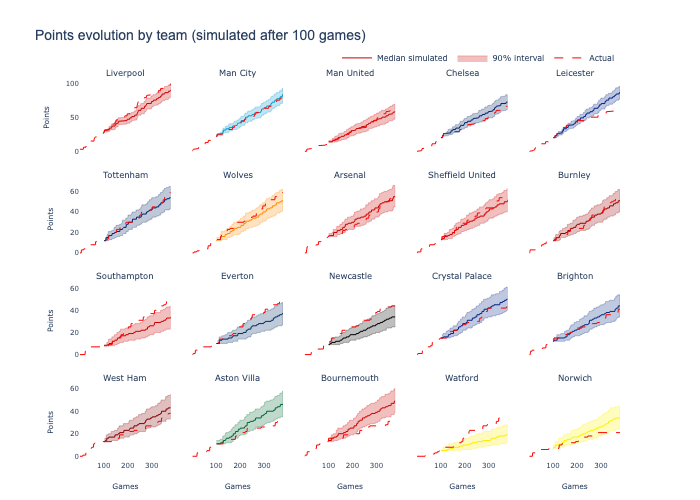 Points evolution by team (simulated after 100 games)
Median simulated 90% interval Actual
Liverpool Man City Man United Chelsea Leicester
100
50
0
Points
Tottenham Wolves Arsenal Sheffield United Burnley
60
40
20
0
Points
Southampton Everton Newcastle Crystal Palace Brighton
60
40
20
0
Points
West Ham Aston Villa Bournemouth Watford Norwich
60
40
20
0
Points
100 200 300 100 200 300 100 200 300 100 200 300 100 200 300
Games Games Games Games Games